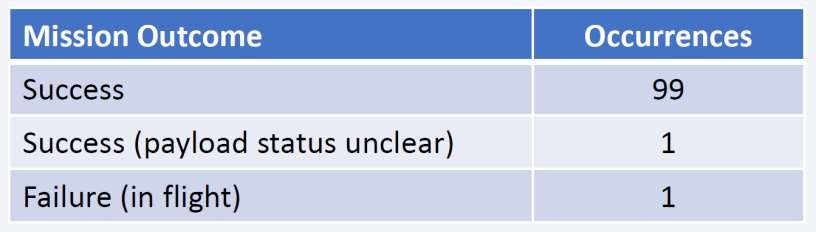 Mission Outcome Occurrences
Success 99
Success (payload status unclear) 1
Failure (in flight) 1